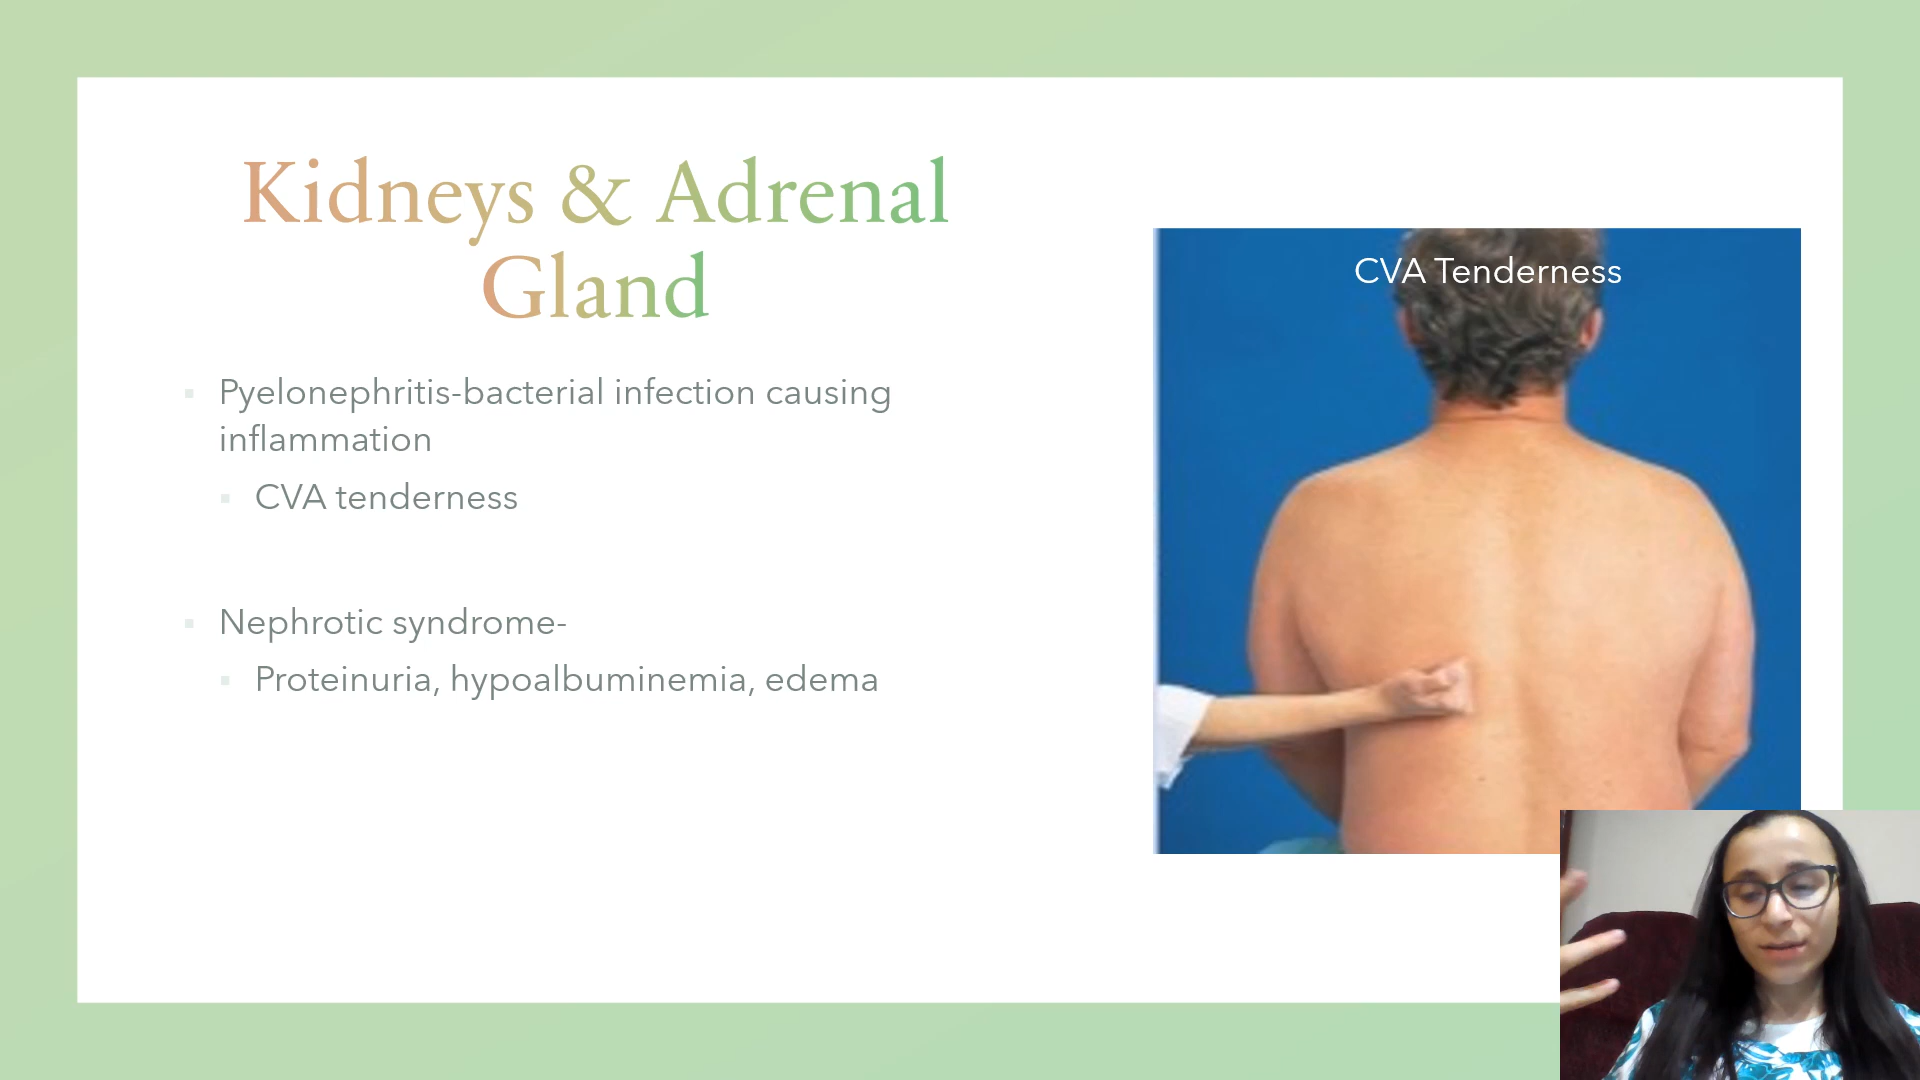 Kidneys & Adrenal
Gland
Pyelonephritis-bacterial infection causing
inflammation
CVA tenderness
Nephrotic syndrome-
Proteinuria, hypoalbuminemia, edema
CVA Tenderness